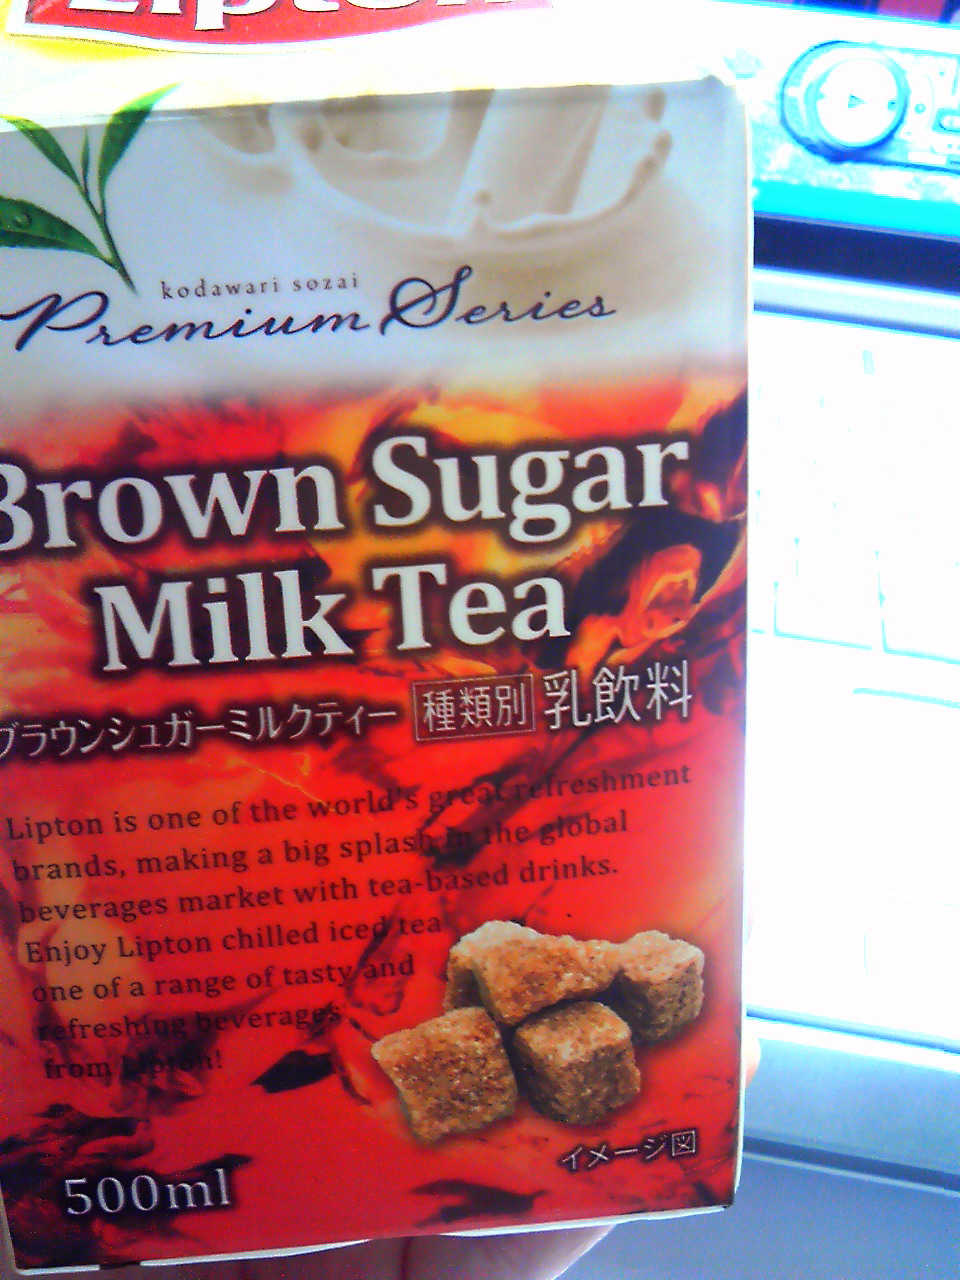 Lipton
kodawari sozai
Premium Series
Brown Sugar
Milk Tea
ブラウンシュガーミルクティー 種類別 乳飲料
Lipton is one of the world's great refreshment
brands, making a big splash in the global
beverages market with tea-based drinks.
Enjoy Lipton chilled iced tea
one of a range of tasty and
refreshing beverages
from Lipton!
イメージ図
500ml